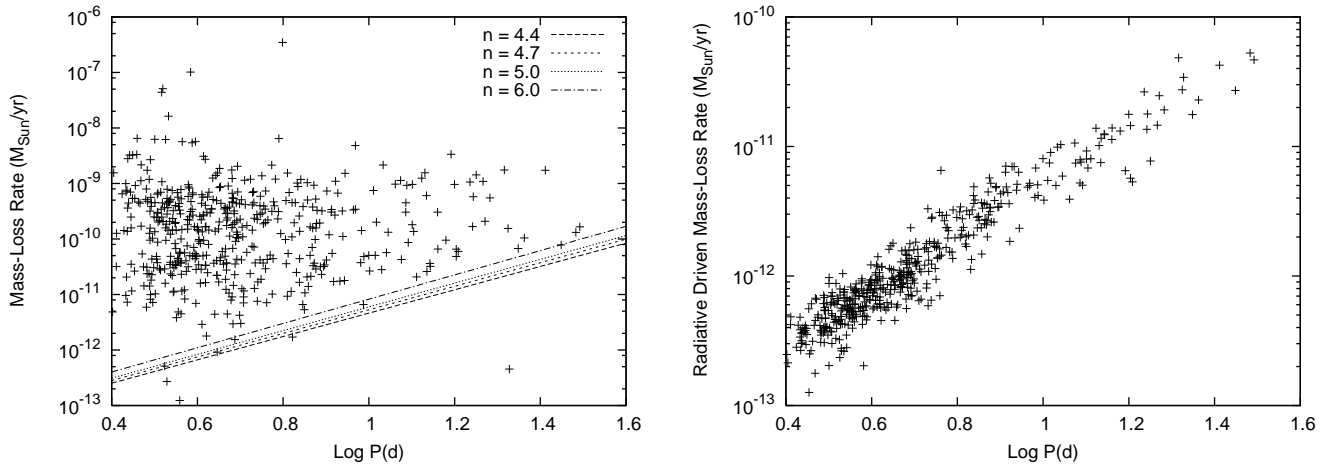 Mass-Loss Rate (M_Sun/yr)
10^-6
10^-7
10^-8
10^-9
10^-10
10^-11
10^-12
10^-13
n = 4.4
n = 4.7
n = 5.0
n = 6.0
0.4 0.6 0.8 1 1.2 1.4 1.6
Log P(d)
Radiative Driven Mass-Loss Rate (M_Sun/yr)
10^-10
10^-11
10^-12
10^-13
0.4 0.6 0.8 1 1.2 1.4 1.6
Log P(d)